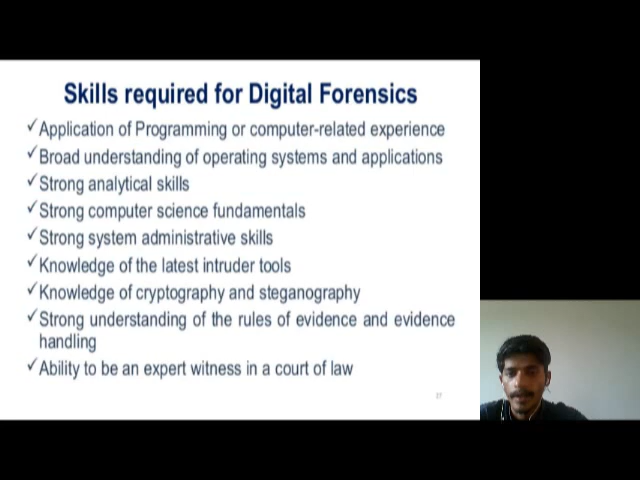 Skills required for Digital Forensics
✓Application of Programming or computer-related experience
✓Broad understanding of operating systems and applications
✓Strong analytical skills
✓Strong computer science fundamentals
✓Strong system administrative skills
✓Knowledge of the latest intruder tools
✓Knowledge of cryptography and steganography
✓Strong understanding of the rules of evidence and evidence
handling
✓Ability to be an expert witness in a court of law